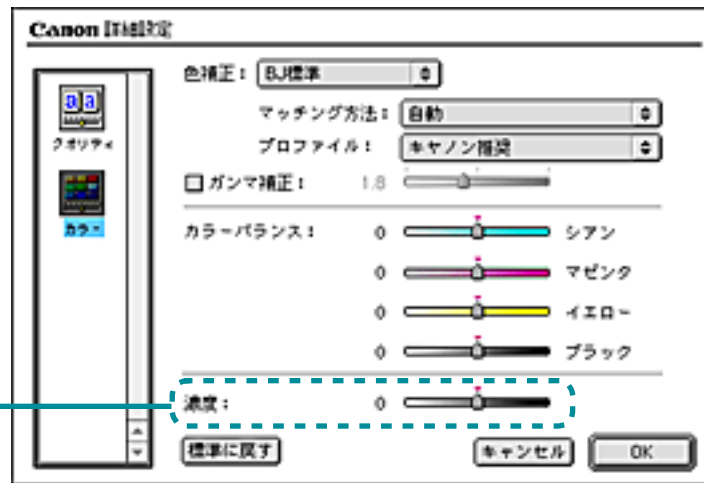 Canon 詳細設定
色補正： BJ標準
マッチング方法： 自動
プロファイル： キヤノン推奨
ガンマ補正： 1.8
クオリティ
カラー
カラーバランス： 0 シアン
0 マゼンタ
0 イエロー
0 ブラック
濃度： 0
標準に戻す キャンセル OK